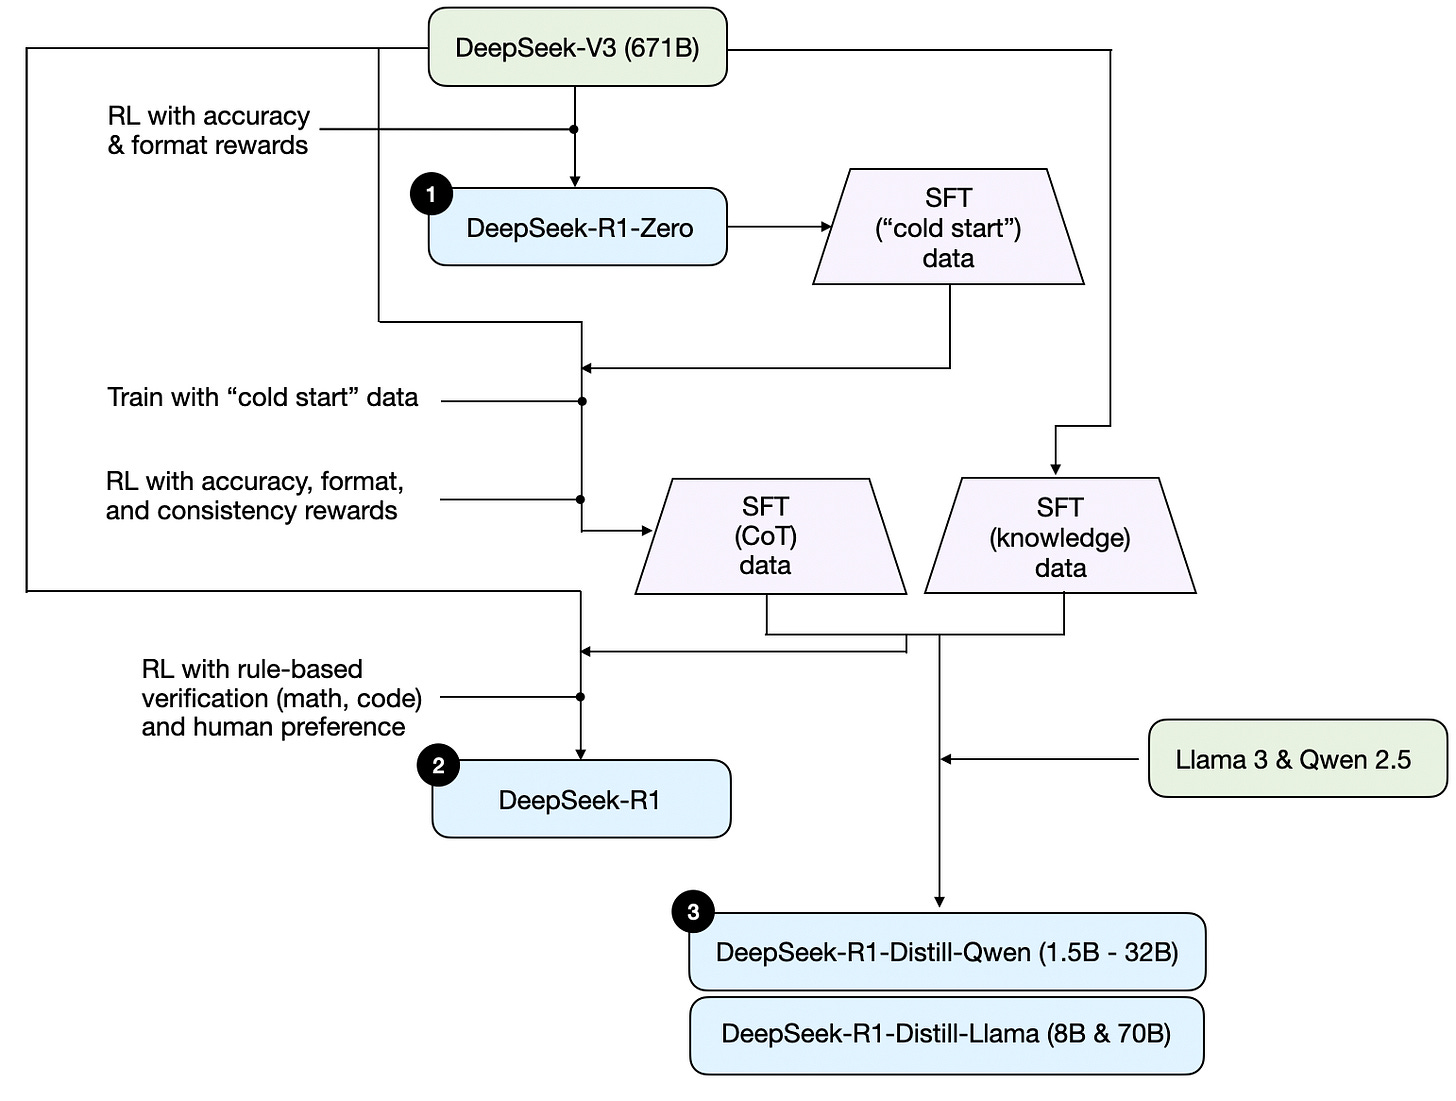 DeepSeek-V3 (671B)
RL with accuracy
& format rewards
1
DeepSeek-R1-Zero
SFT
(“cold start”)
data
Train with “cold start” data
RL with accuracy, format,
and consistency rewards
SFT
(CoT)
data
SFT
(knowledge)
data
RL with rule-based
verification (math, code)
and human preference
2
DeepSeek-R1
Llama 3 & Qwen 2.5
3
DeepSeek-R1-Distill-Qwen (1.5B - 32B)
DeepSeek-R1-Distill-Llama (8B & 70B)